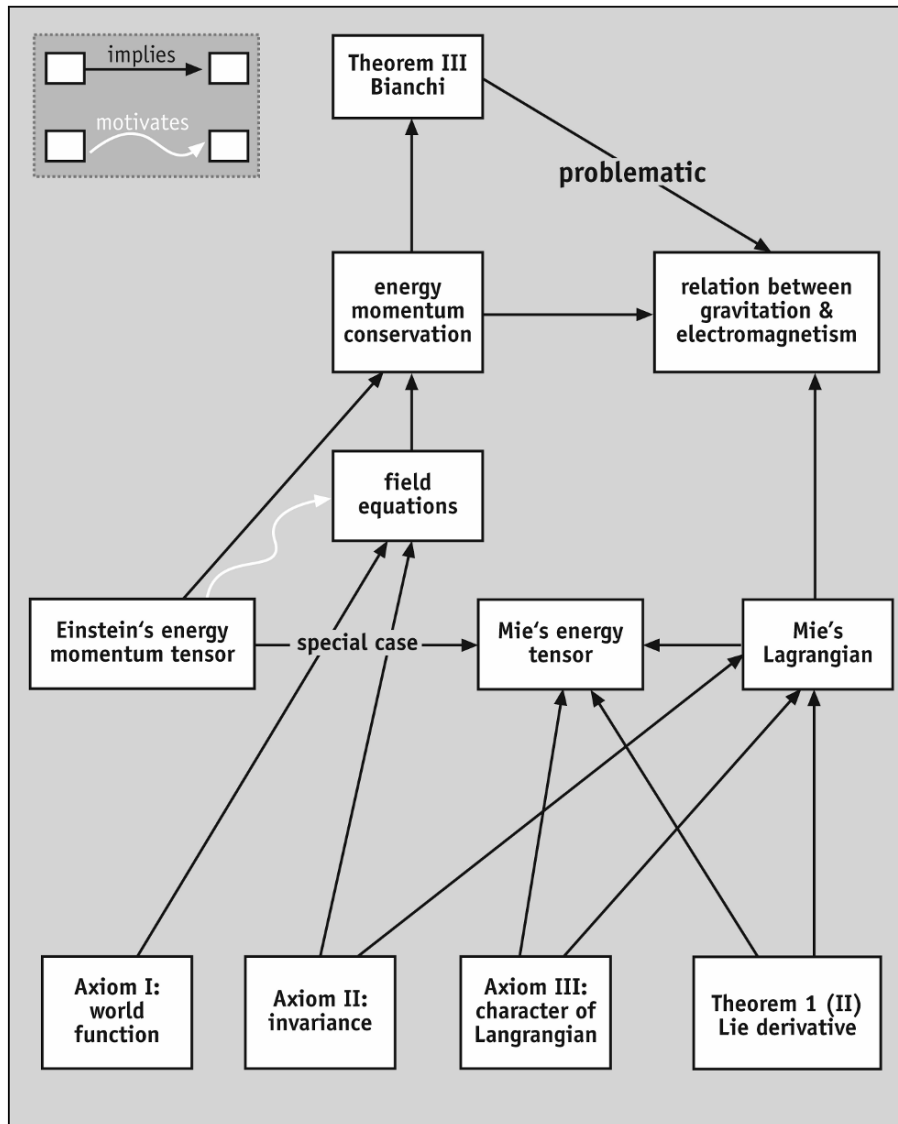 implies
motivates
Theorem III
Bianchi
problematic
energy
momentum
conservation
relation between
gravitation &
electromagnetism
field
equations
Einstein's energy
momentum tensor
special case
Mie's energy
tensor
Mie's
Lagrangian
Axiom I:
world
function
Axiom II:
invariance
Axiom III:
character of
Langrangian
Theorem 1 (II)
Lie derivative